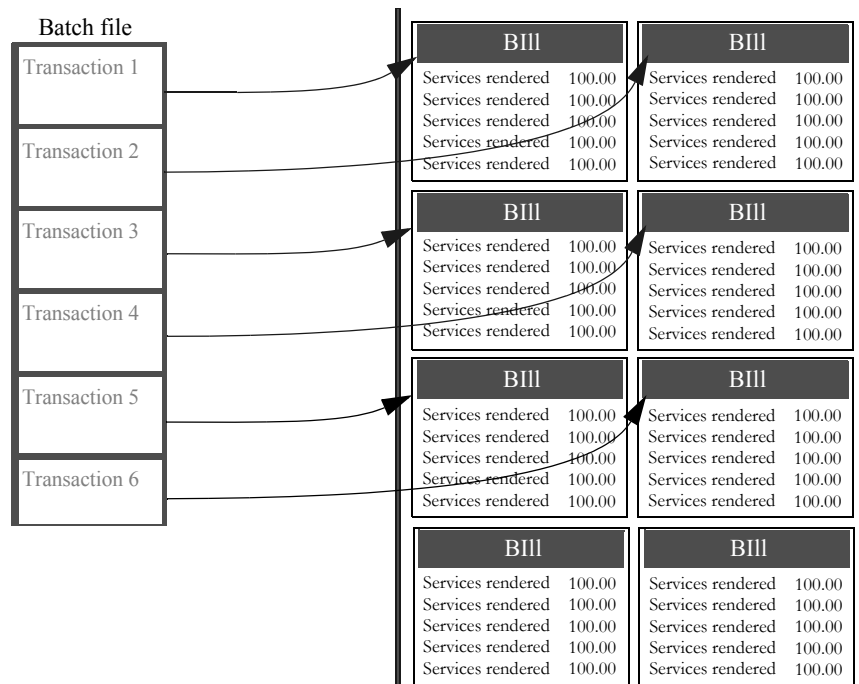 Batch file
Transaction 1
Transaction 2
Transaction 3
Transaction 4
Transaction 5
Transaction 6
BIll
Services rendered 100.00
Services rendered 100.00
Services rendered 100.00
Services rendered 100.00
Services rendered 100.00
BIll
Services rendered 100.00
Services rendered 100.00
Services rendered 100.00
Services rendered 100.00
Services rendered 100.00
BIll
Services rendered 100.00
Services rendered 100.00
Services rendered 100.00
Services rendered 100.00
Services rendered 100.00
BIll
Services rendered 100.00
Services rendered 100.00
Services rendered 100.00
Services rendered 100.00
Services rendered 100.00
BIll
Services rendered 100.00
Services rendered 100.00
Services rendered 100.00
Services rendered 100.00
Services rendered 100.00
BIll
Services rendered 100.00
Services rendered 100.00
Services rendered 100.00
Services rendered 100.00
Services rendered 100.00
BIll
Services rendered 100.00
Services rendered 100.00
Services rendered 100.00
Services rendered 100.00
Services rendered 100.00
BIll
Services rendered 100.00
Services rendered 100.00
Services rendered 100.00
Services rendered 100.00
Services rendered 100.00